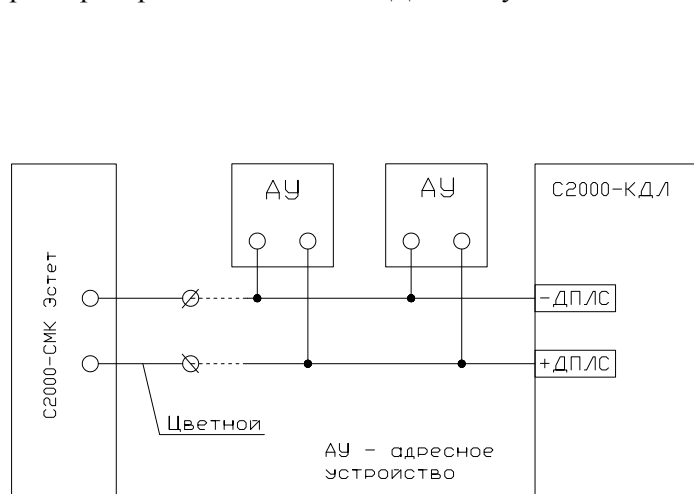 АУ
АУ
С2000-КДЛ
С2000-СМК Эстет
-ДПЛС
+ДПЛС
Цветной
АУ - адресное
устройство